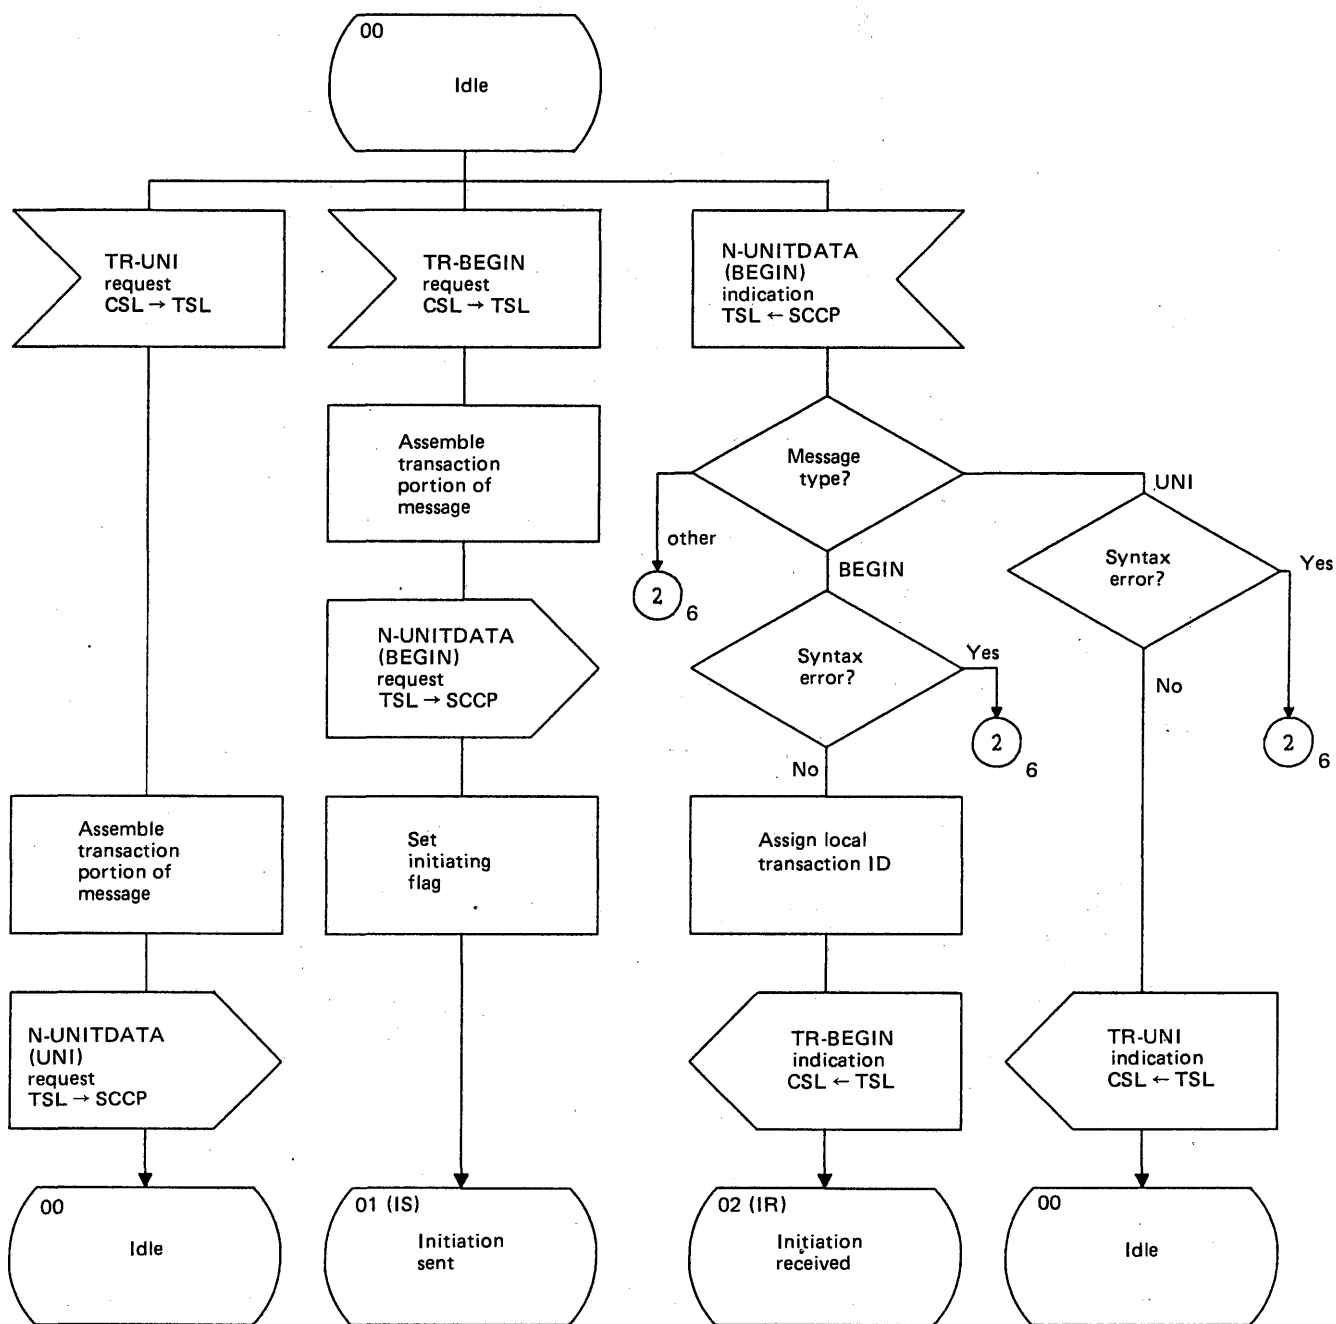 00
Idle
TR-UNI
request
CSL → TSL
TR-BEGIN
request
CSL → TSL
N-UNITDATA
(BEGIN)
indication
TSL ← SCCP
Assemble
transaction
portion of
message
Message
type?
other
2
6
BEGIN
UNI
Syntax
error?
Yes
No
2
6
N-UNITDATA
(BEGIN)
request
TSL → SCCP
Syntax
error?
Yes
2
6
No
Assemble
transaction
portion of
message
Set
initiating
flag
Assign local
transaction ID
N-UNITDATA
(UNI)
request
TSL → SCCP
TR-BEGIN
indication
CSL ← TSL
TR-UNI
indication
CSL ← TSL
00
Idle
01 (IS)
Initiation
sent
02 (IR)
Initiation
received
00
Idle